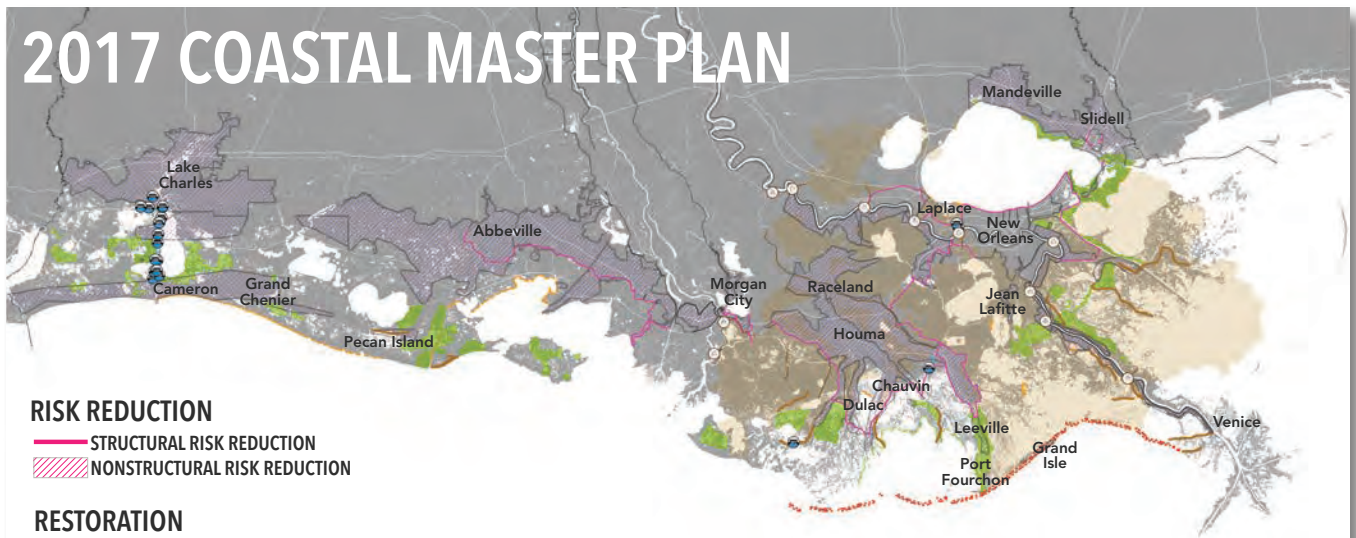 2017 COASTAL MASTER PLAN
Mandeville
Slidell
Lake
Charles
Laplace
New
Orleans
Abbeville
Cameron
Grand
Chenier
Morgan
City
Raceland
Jean
Lafitte
Pecan Island
Houma
Chauvin
Dulac
Leeville
Venice
Grand
Isle
Port
Fourchon
RISK REDUCTION
STRUCTURAL RISK REDUCTION
NONSTRUCTURAL RISK REDUCTION
RESTORATION